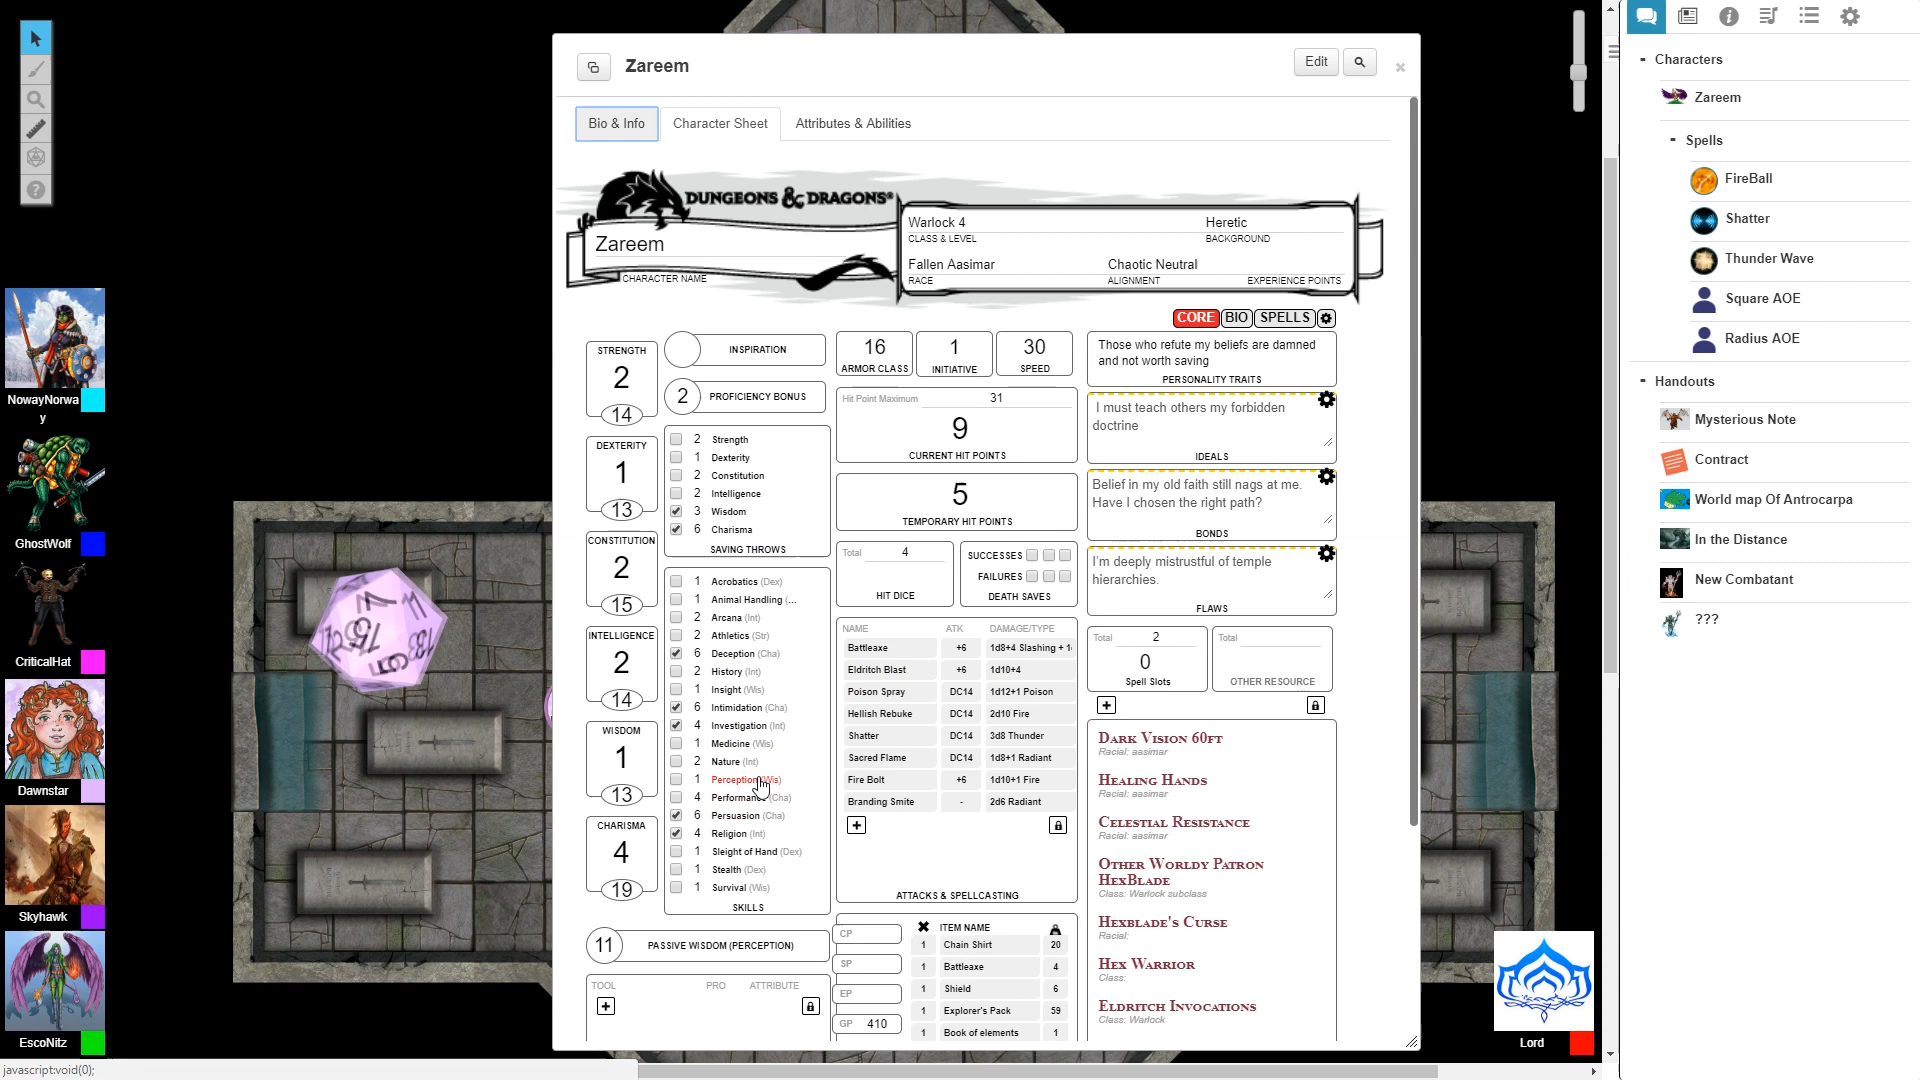 Zareem
Edit
Bio & Info
Character Sheet
Attributes & Abilities
DUNGEONS & DRAGONS®
Zareem
CHARACTER NAME
Warlock 4
CLASS & LEVEL
Heretic
BACKGROUND
Fallen Aasimar
RACE
Chaotic Neutral
ALIGNMENT
EXPERIENCE POINTS
CORE
BIO
SPELLS
STRENGTH
2
14
DEXTERITY
1
13
CONSTITUTION
2
15
INTELLIGENCE
2
14
WISDOM
1
13
CHARISMA
4
19
INSPIRATION
2 PROFICIENCY BONUS
2 Strength
1 Dexterity
2 Constitution
2 Intelligence
3 Wisdom
6 Charisma
SAVING THROWS
1 Acrobatics (Dex)
1 Animal Handling (...
2 Arcana (Int)
2 Athletics (Str)
6 Deception (Cha)
2 History (Int)
1 Insight (Wis)
6 Intimidation (Cha)
4 Investigation (Int)
1 Medicine (Wis)
2 Nature (Int)
1 Perception (Wis)
4 Performance (Cha)
6 Persuasion (Cha)
4 Religion (Int)
1 Sleight of Hand (Dex)
1 Stealth (Dex)
1 Survival (Wis)
SKILLS
11 PASSIVE WISDOM (PERCEPTION)
TOOL PRO ATTRIBUTE
16
ARMOR CLASS
1
INITIATIVE
30
SPEED
Hit Point Maximum 31
9
CURRENT HIT POINTS
5
TEMPORARY HIT POINTS
Total 4
HIT DICE
SUCCESSES
FAILURES
DEATH SAVES
NAME ATK DAMAGE/TYPE
Battleaxe +6 1d8+4 Slashing + 1
Eldritch Blast +6 1d10+4
Poison Spray DC14 1d12+1 Poison
Hellish Rebuke DC14 2d10 Fire
Shatter DC14 3d8 Thunder
Sacred Flame DC14 1d8+1 Radiant
Fire Bolt +6 1d10+1 Fire
Branding Smite - 2d6 Radiant
ATTACKS & SPELLCASTING
CP
SP
EP
GP 410
ITEM NAME
1 Chain Shirt 20
1 Battleaxe 4
1 Shield 6
1 Explorer's Pack 59
1 Book of elements 1
Those who refute my beliefs are damned
and not worth saving
PERSONALITY TRAITS
I must teach others my forbidden
doctrine
IDEALS
Belief in my old faith still nags at me.
Have I chosen the right path?
BONDS
I'm deeply mistrustful of temple
hierarchies.
FLAWS
Total 2
0
Spell Slots
Total
OTHER RESOURCE
DARK VISION 60FT
Racial: aasimar
HEALING HANDS
Racial: aasimar
CELESTIAL RESISTANCE
Racial: aasimar
OTHER WORLDY PATRON
HEXBLADE
Class: Warlock subclass
HEXBLADE'S CURSE
Racial:
HEX WARRIOR
Class:
ELDRITCH INVOCATIONS
Class: Warlock
Characters
Zareem
Spells
FireBall
Shatter
Thunder Wave
Square AOE
Radius AOE
Handouts
Mysterious Note
Contract
World map Of Antrocarpa
In the Distance
New Combatant
???
NowayNorwa
y
GhostWolf
CriticalHat
Dawnstar
Skyhawk
EscoNitz
Lord
javascript:void(0);